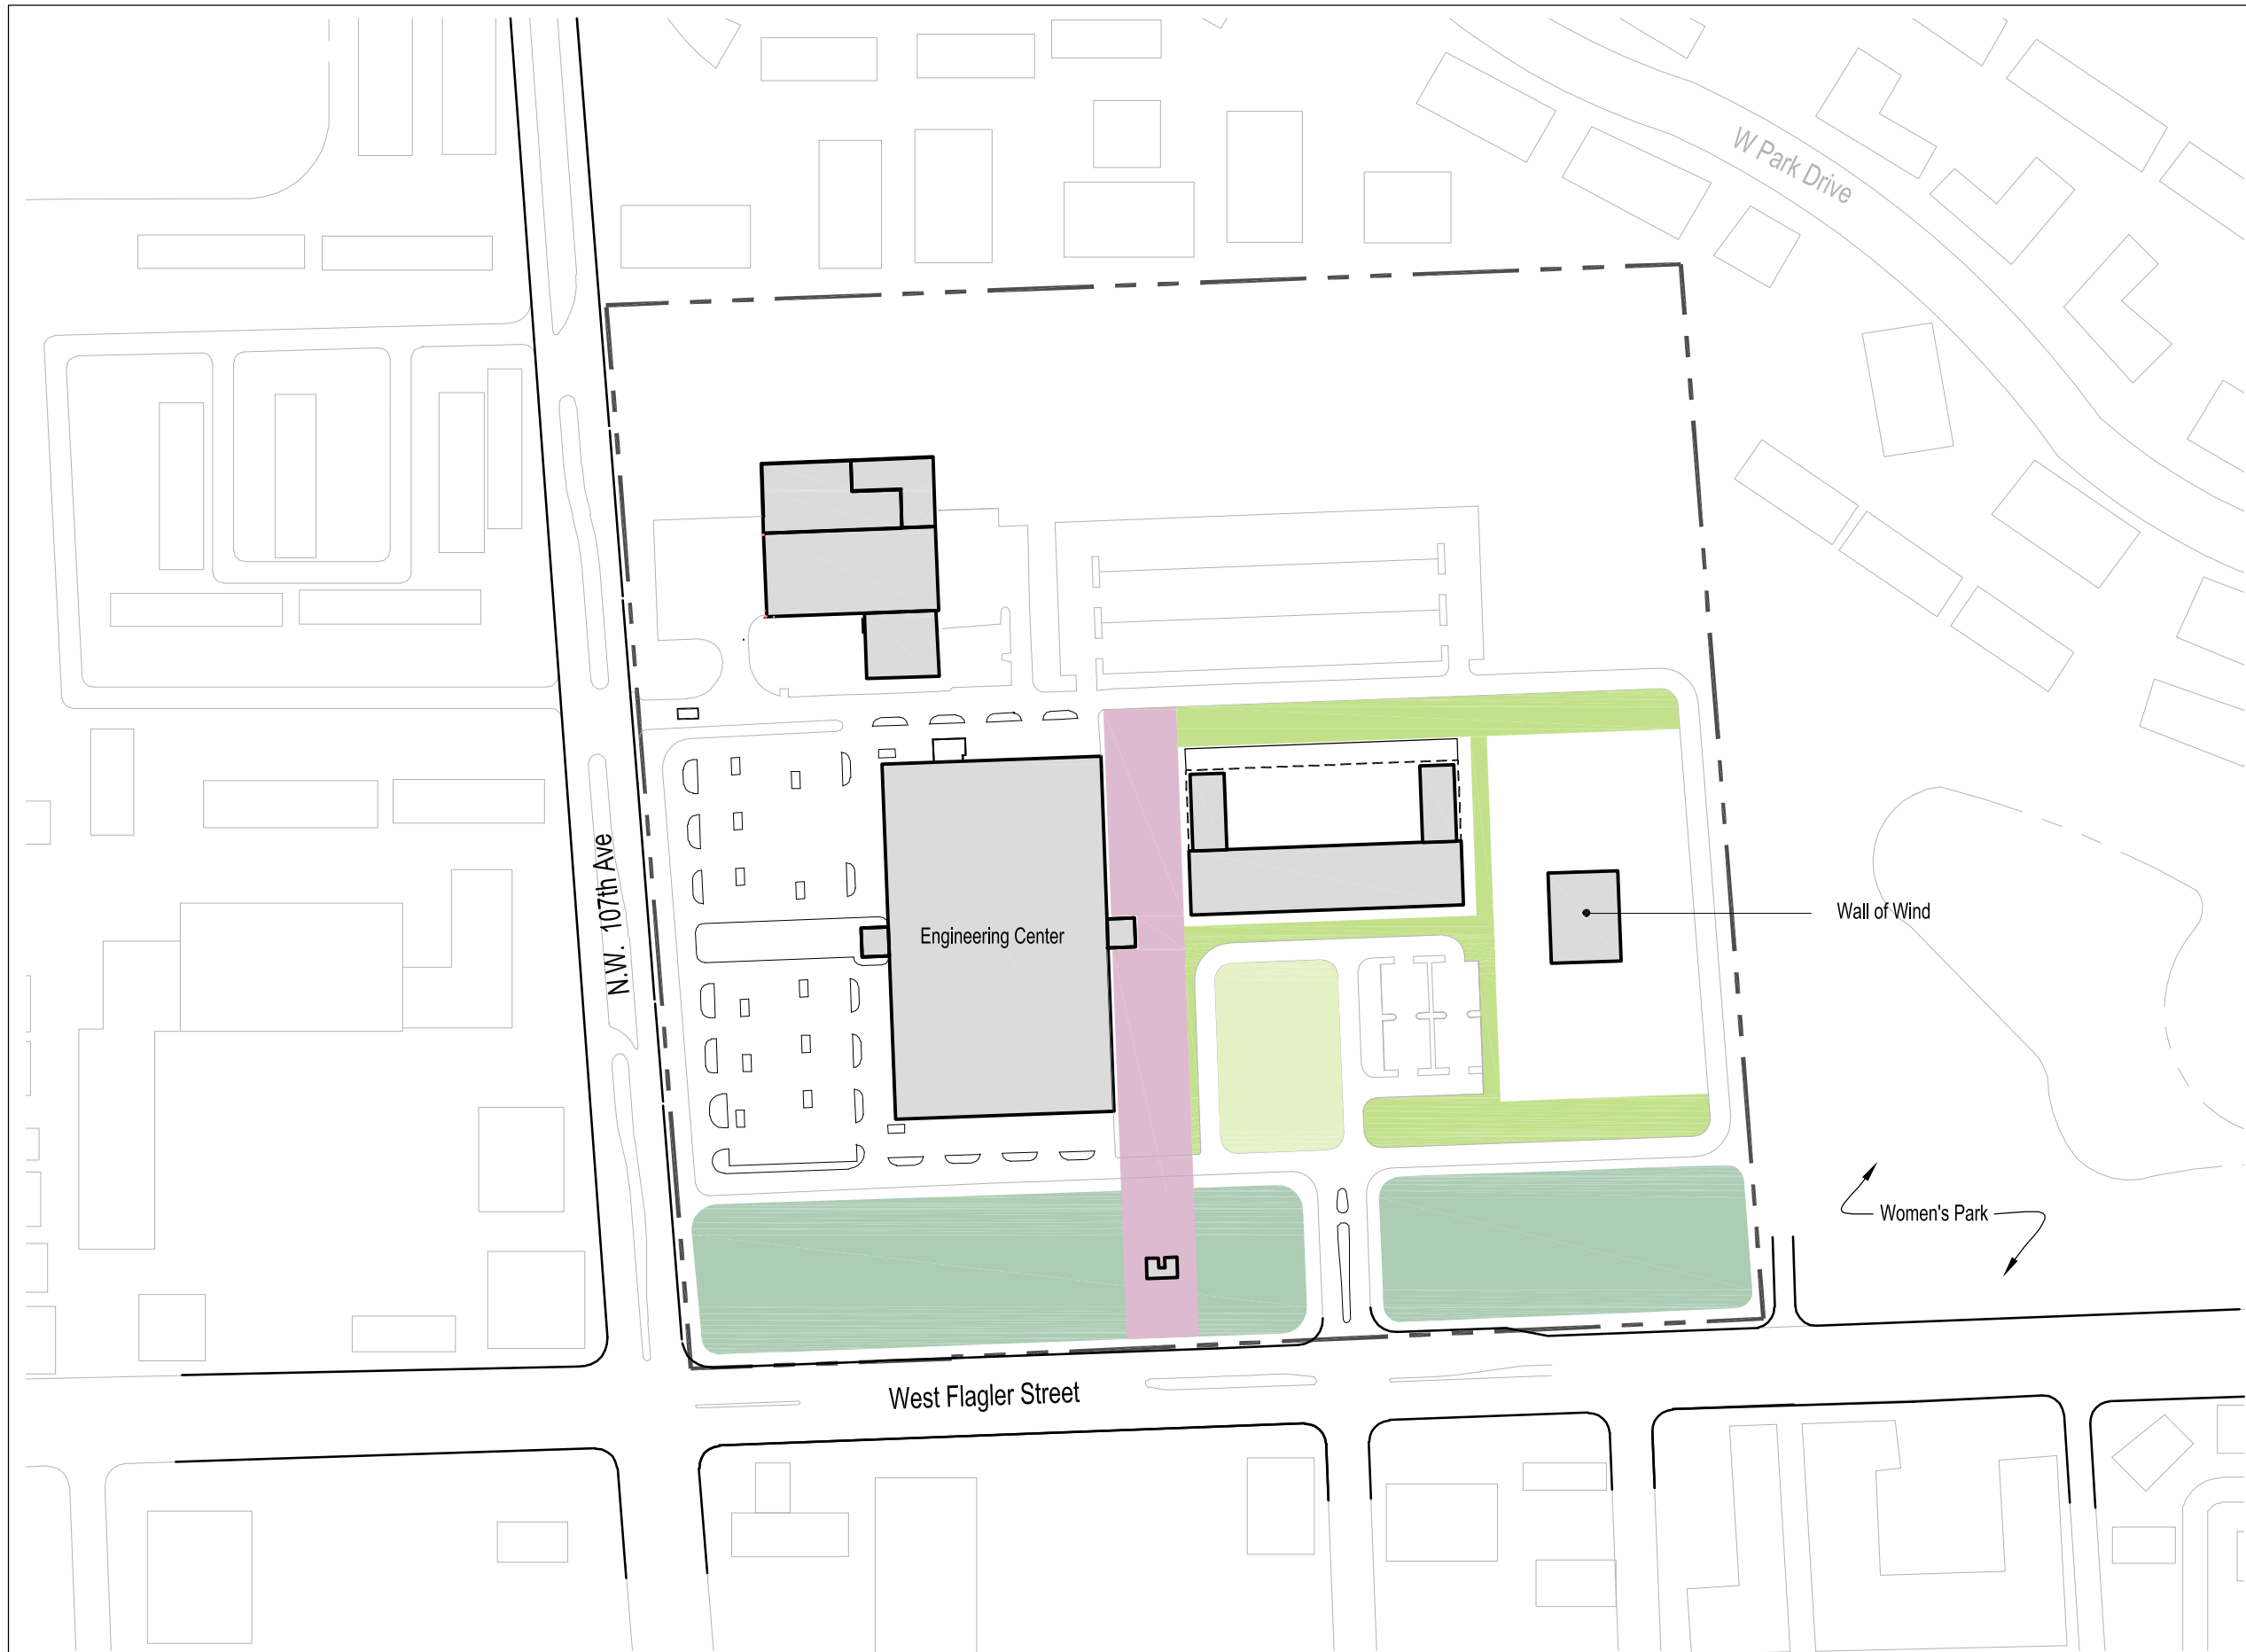 W Park Drive
N.W. 107th Ave
Engineering Center
Wall of Wind
Women's Park
West Flagler Street